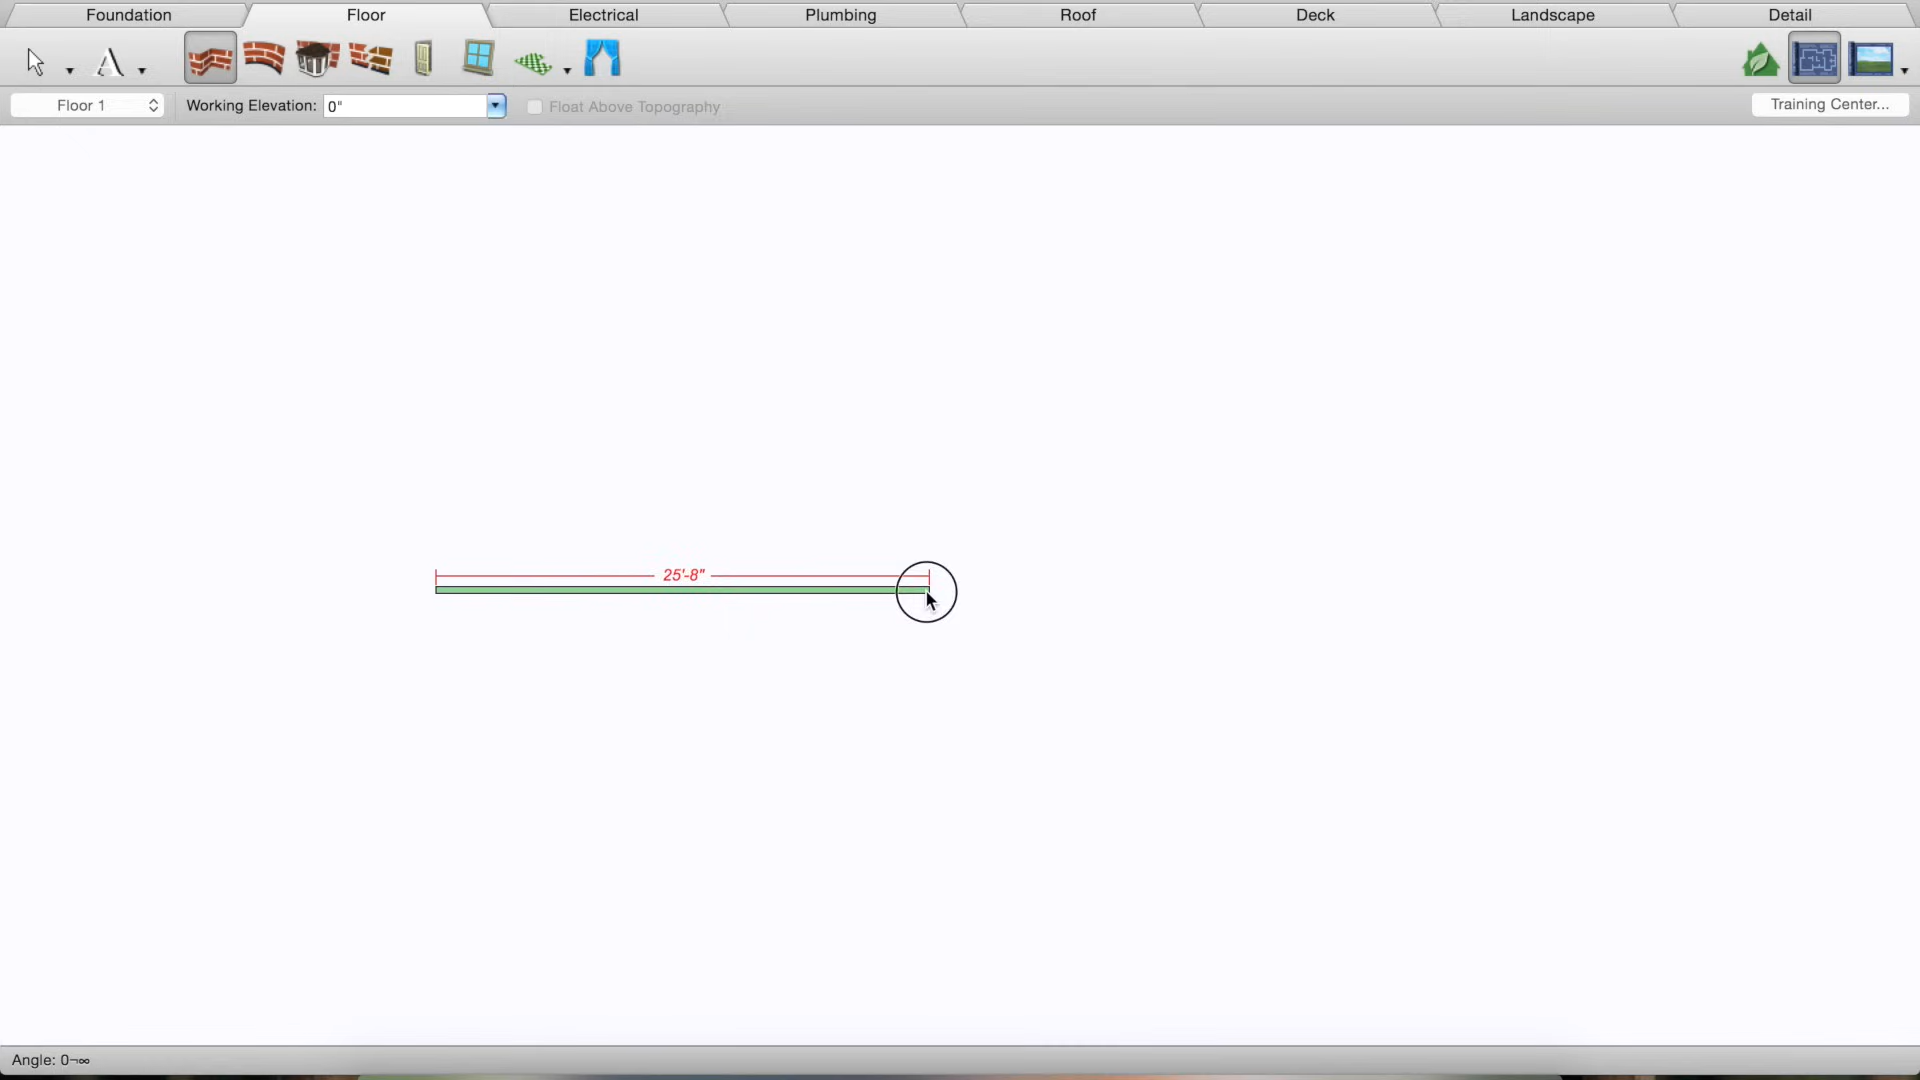 Foundation
Floor
Electrical
Plumbing
Roof
Deck
Landscape
Detail
A
Floor 1
Working Elevation:
0"
Float Above Topography
Training Center...
25'-8"
Angle: 0¬∞